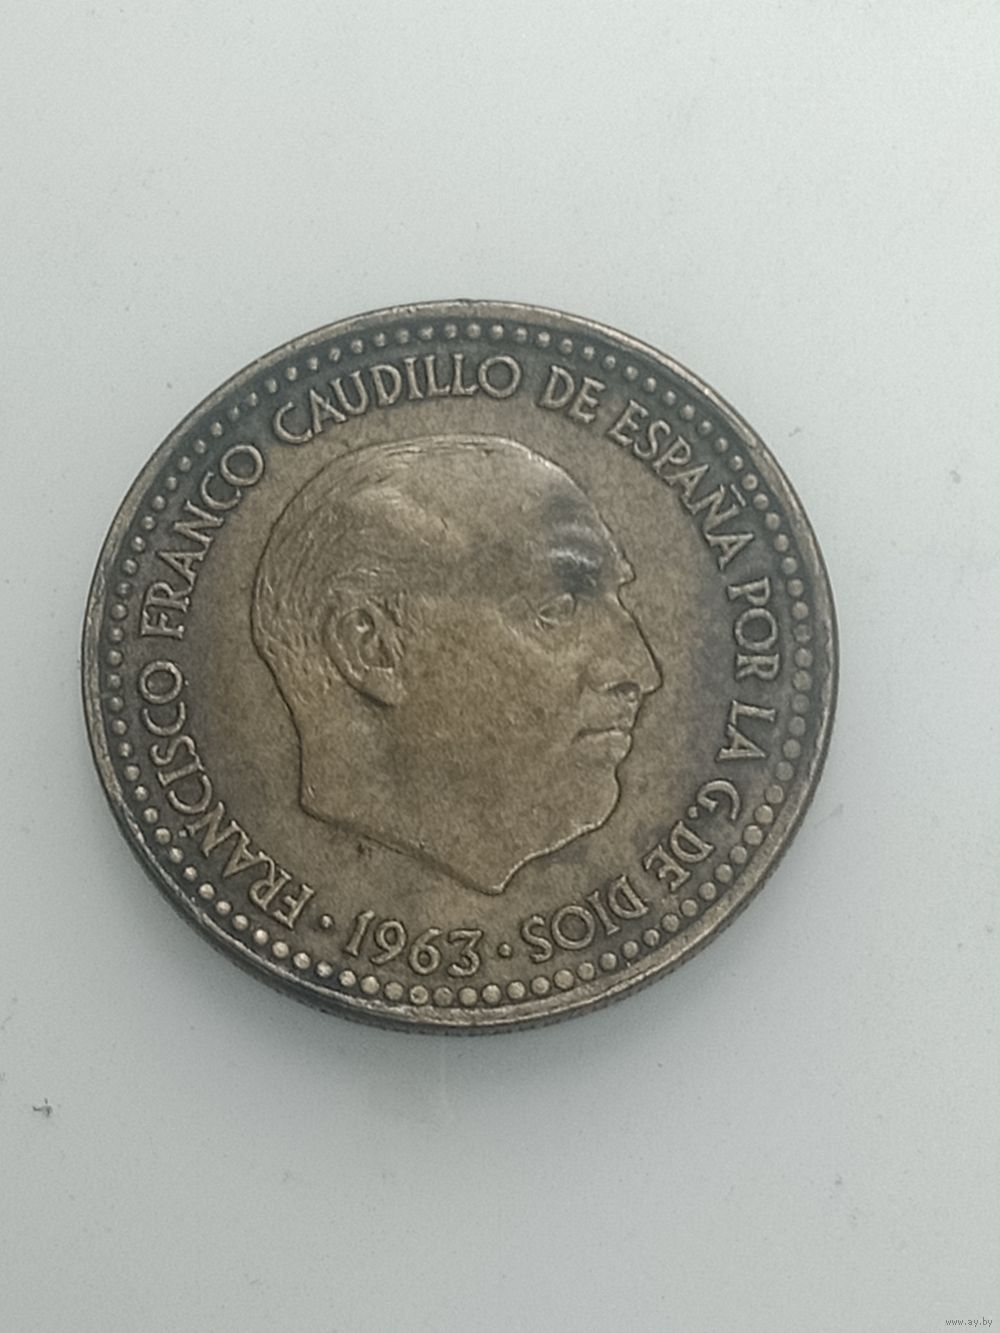 FRANCISCO FRANCO CAUDILLO DE ESPAÑA POR LA G. DE DIOS
· 1963 ·
www.ay.by